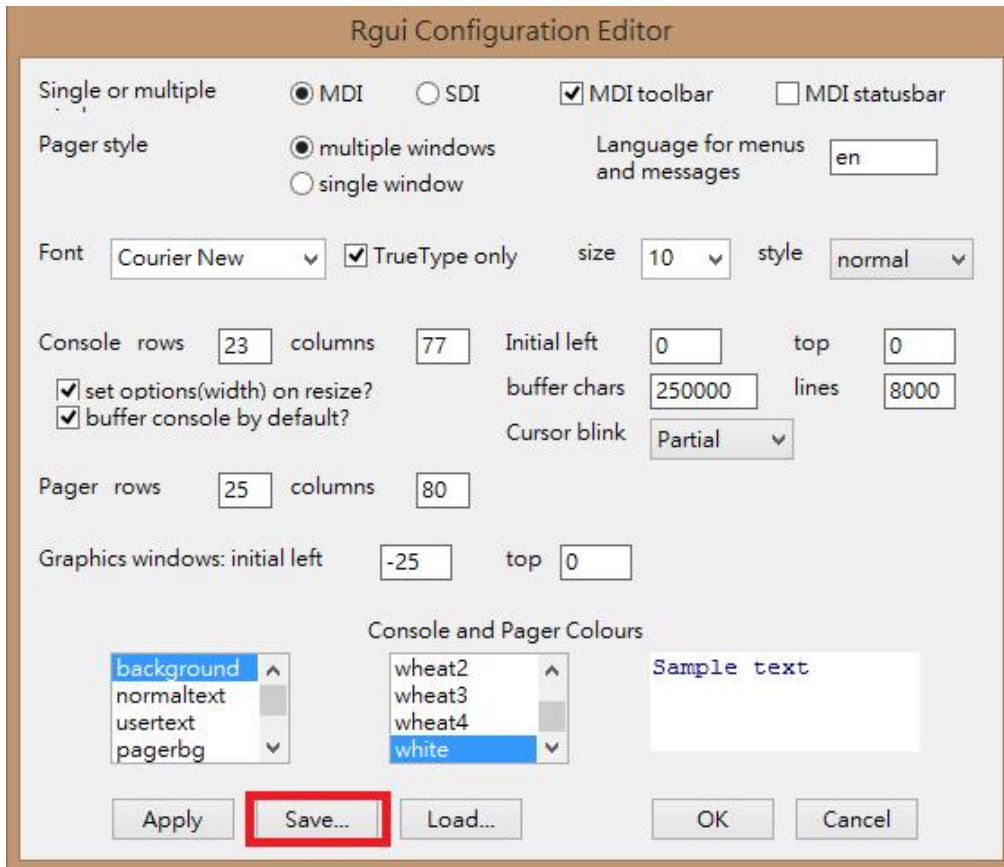 Rgui Configuration Editor
Single or multiple MDI SDI MDI toolbar MDI statusbar
Pager style multiple windows Language for menus
single window and messages en
Font Courier New TrueType only size 10 style normal
Console rows 23 columns 77 Initial left 0 top 0
set options(width) on resize? buffer chars 250000 lines 8000
buffer console by default? Cursor blink Partial
Pager rows 25 columns 80
Graphics windows: initial left -25 top 0
Console and Pager Colours
background wheat2 Sample text
normaltext wheat3
usertext wheat4
pagerbg white
Apply Save... Load... OK Cancel